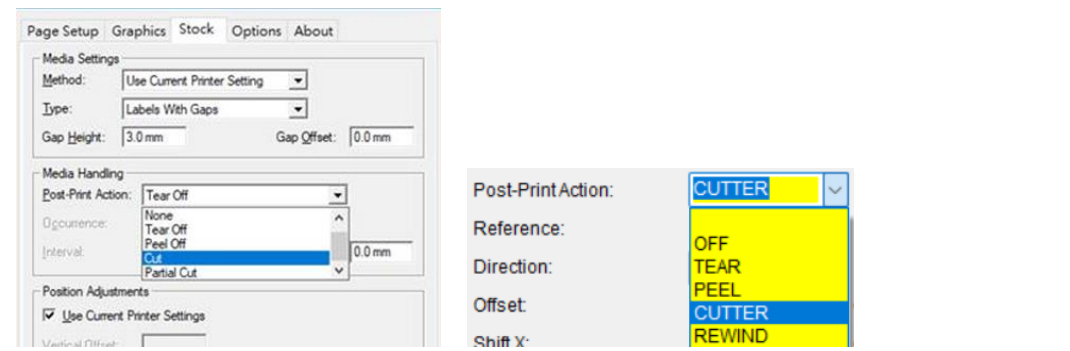 Page Setup Graphics Stock Options About
Media Settings
Method: Use Current Printer Setting
Type: Labels With Gaps
Gap Height: 3.0 mm Gap Offset: 0.0 mm
Media Handling
Post-Print Action: Tear Off
None
Occurrence: Tear Off
Peel Off
Interval: Cut 0.0 mm
Partial Cut
Position Adjustments
Use Current Printer Settings
Vertical Offset:
Post-Print Action: CUTTER
Reference:
OFF
Direction: TEAR
PEEL
Offset: CUTTER
Shift X: REWIND